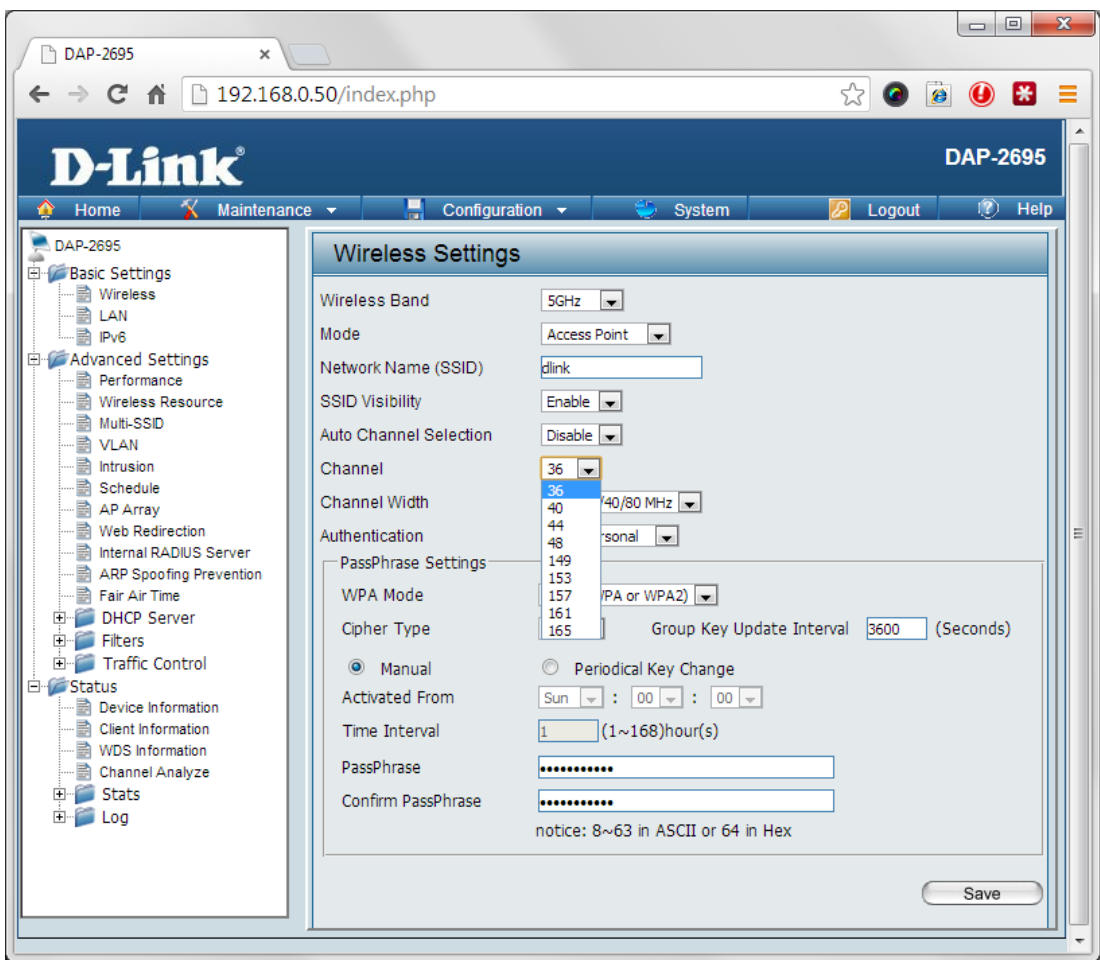 DAP-2695
192.168.0.50/index.php
D-Link®
DAP-2695
Home Maintenance Configuration System Logout Help
DAP-2695
Basic Settings
Wireless
LAN
IPv6
Advanced Settings
Performance
Wireless Resource
Multi-SSID
VLAN
Intrusion
Schedule
AP Array
Web Redirection
Internal RADIUS Server
ARP Spoofing Prevention
Fair Air Time
DHCP Server
Filters
Traffic Control
Status
Device Information
Client Information
WDS Information
Channel Analyze
Stats
Log
Wireless Settings
Wireless Band 5GHz
Mode Access Point
Network Name (SSID) dlink
SSID Visibility Enable
Auto Channel Selection Disable
Channel 36
36
40
44
48
149
153
157
161
165
Channel Width /40/80 MHz
Authentication rsonal
PassPhrase Settings
WPA Mode PA or WPA2)
Cipher Type Group Key Update Interval 3600 (Seconds)
Manual Periodical Key Change
Activated From Sun : 00 : 00
Time Interval 1 (1~168)hour(s)
PassPhrase •••••••••••
Confirm PassPhrase •••••••••••
notice: 8~63 in ASCII or 64 in Hex
Save